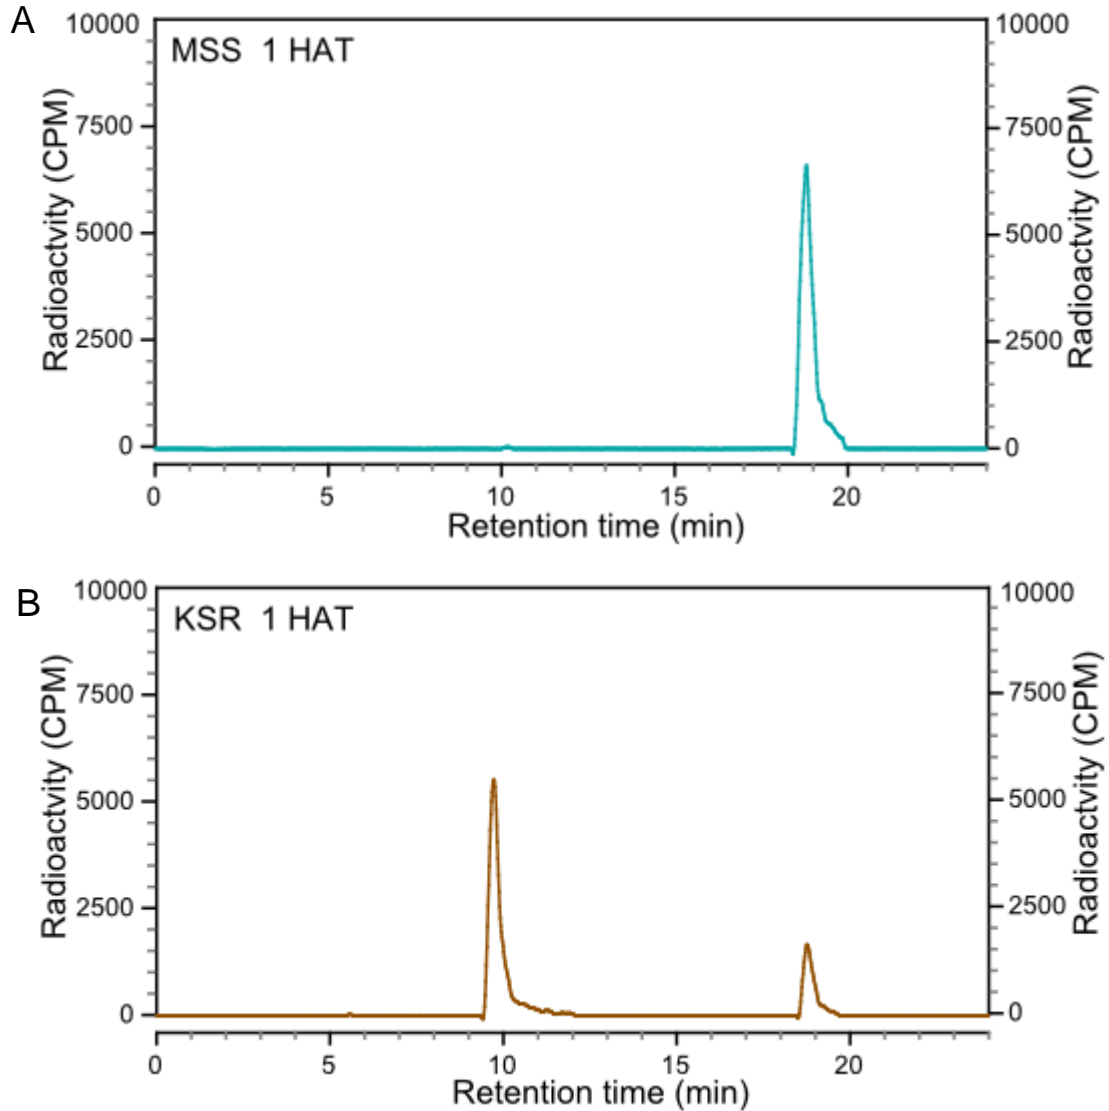 A
MSS 1 HAT
Radioactvity (CPM)
10000
7500
5000
2500
0
10000
7500
5000
2500
0
Radioactvity (CPM)
0 5 10 15 20
Retention time (min)
B
KSR 1 HAT
Radioactvity (CPM)
10000
7500
5000
2500
0
10000
7500
5000
2500
0
Radioactvity (CPM)
0 5 10 15 20
Retention time (min)